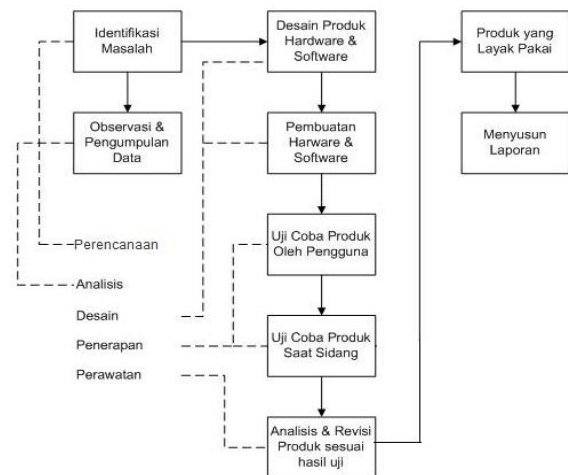 Identifikasi
Masalah
Observasi &
Pengumpulan
Data
Desain Produk
Hardware &
Software
Pembuatan
Harware &
Software
Uji Coba Produk
Oleh Pengguna
Uji Coba Produk
Saat Sidang
Analisis & Revisi
Produk sesuai
hasil uji
Produk yang
Layak Pakai
Menyusun
Laporan
Perencanaan
Analisis
Desain
Penerapan
Perawatan